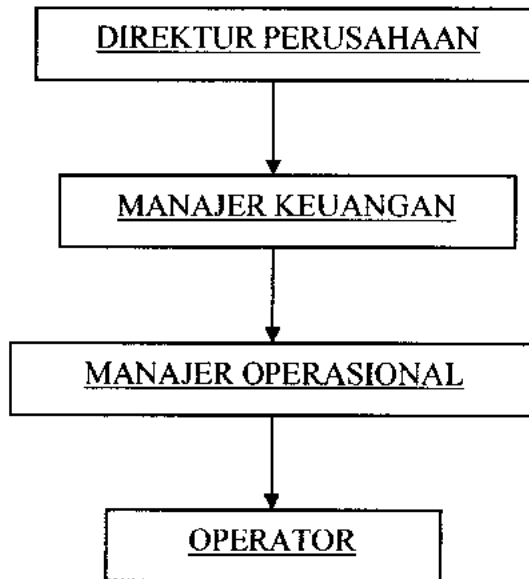 DIREKTUR PERUSAHAAN
MANAJER KEUANGAN
MANAJER OPERASIONAL
OPERATOR